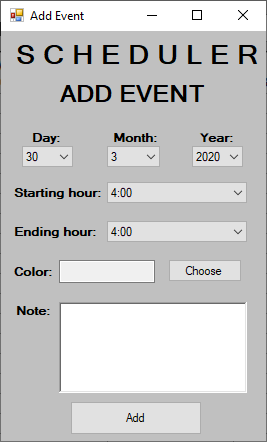 Add Event
SCHEDULER
ADD EVENT
Day: Month: Year:
30 3 2020
Starting hour: 4:00
Ending hour: 4:00
Color: Choose
Note:
Add